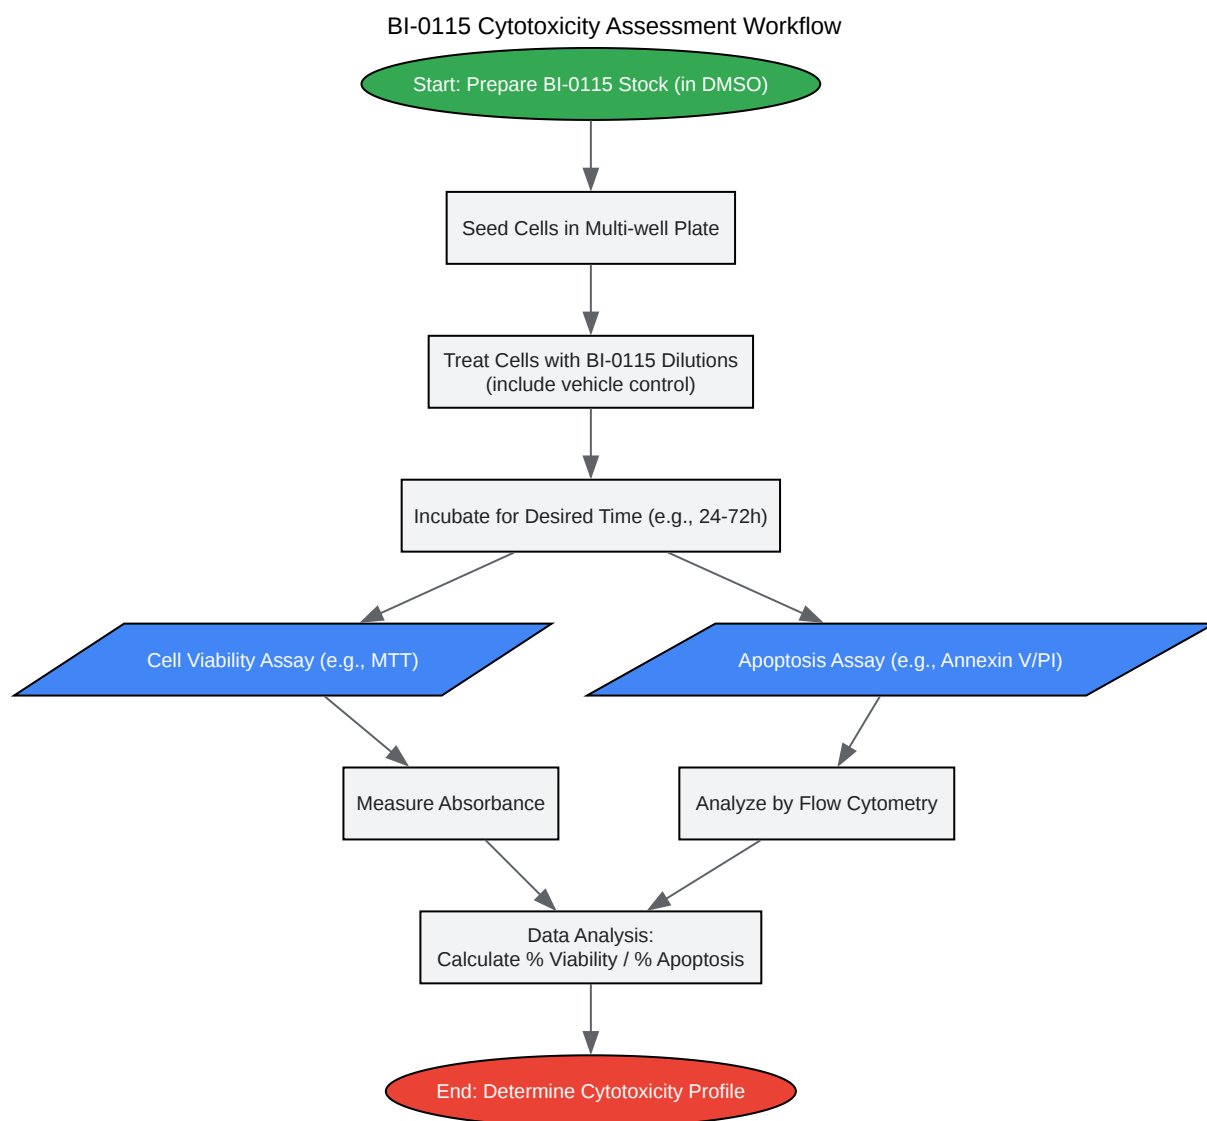 BI-0115 Cytotoxicity Assessment Workflow
Start: Prepare BI-0115 Stock (in DMSO)
Seed Cells in Multi-well Plate
Treat Cells with BI-0115 Dilutions
(include vehicle control)
Incubate for Desired Time (e.g., 24-72h)
Cell Viability Assay (e.g., MTT)
Apoptosis Assay (e.g., Annexin V/PI)
Measure Absorbance
Analyze by Flow Cytometry
Data Analysis:
Calculate % Viability / % Apoptosis
End: Determine Cytotoxicity Profile